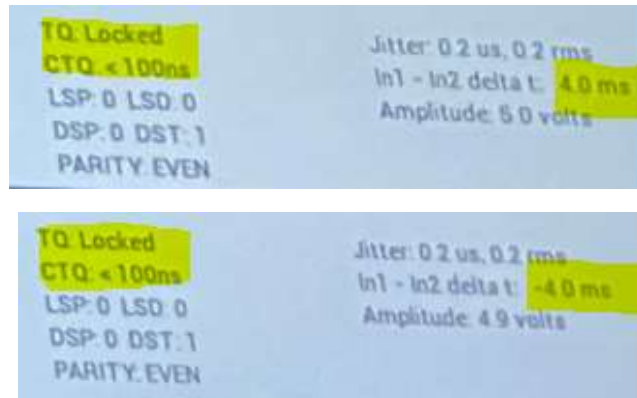 TQ: Locked
CTQ: < 100ns
LSP: 0 LSD: 0
DSP: 0 DST: 1
PARITY: EVEN
Jitter: 0.2 us, 0.2 rms
In1 - In2 delta t: 4.0 ms
Amplitude: 5.0 volts
TQ: Locked
CTQ: < 100ns
LSP: 0 LSD: 0
DSP: 0 DST: 1
PARITY: EVEN
Jitter: 0.2 us, 0.2 rms
In1 - In2 delta t: -4.0 ms
Amplitude: 4.9 volts